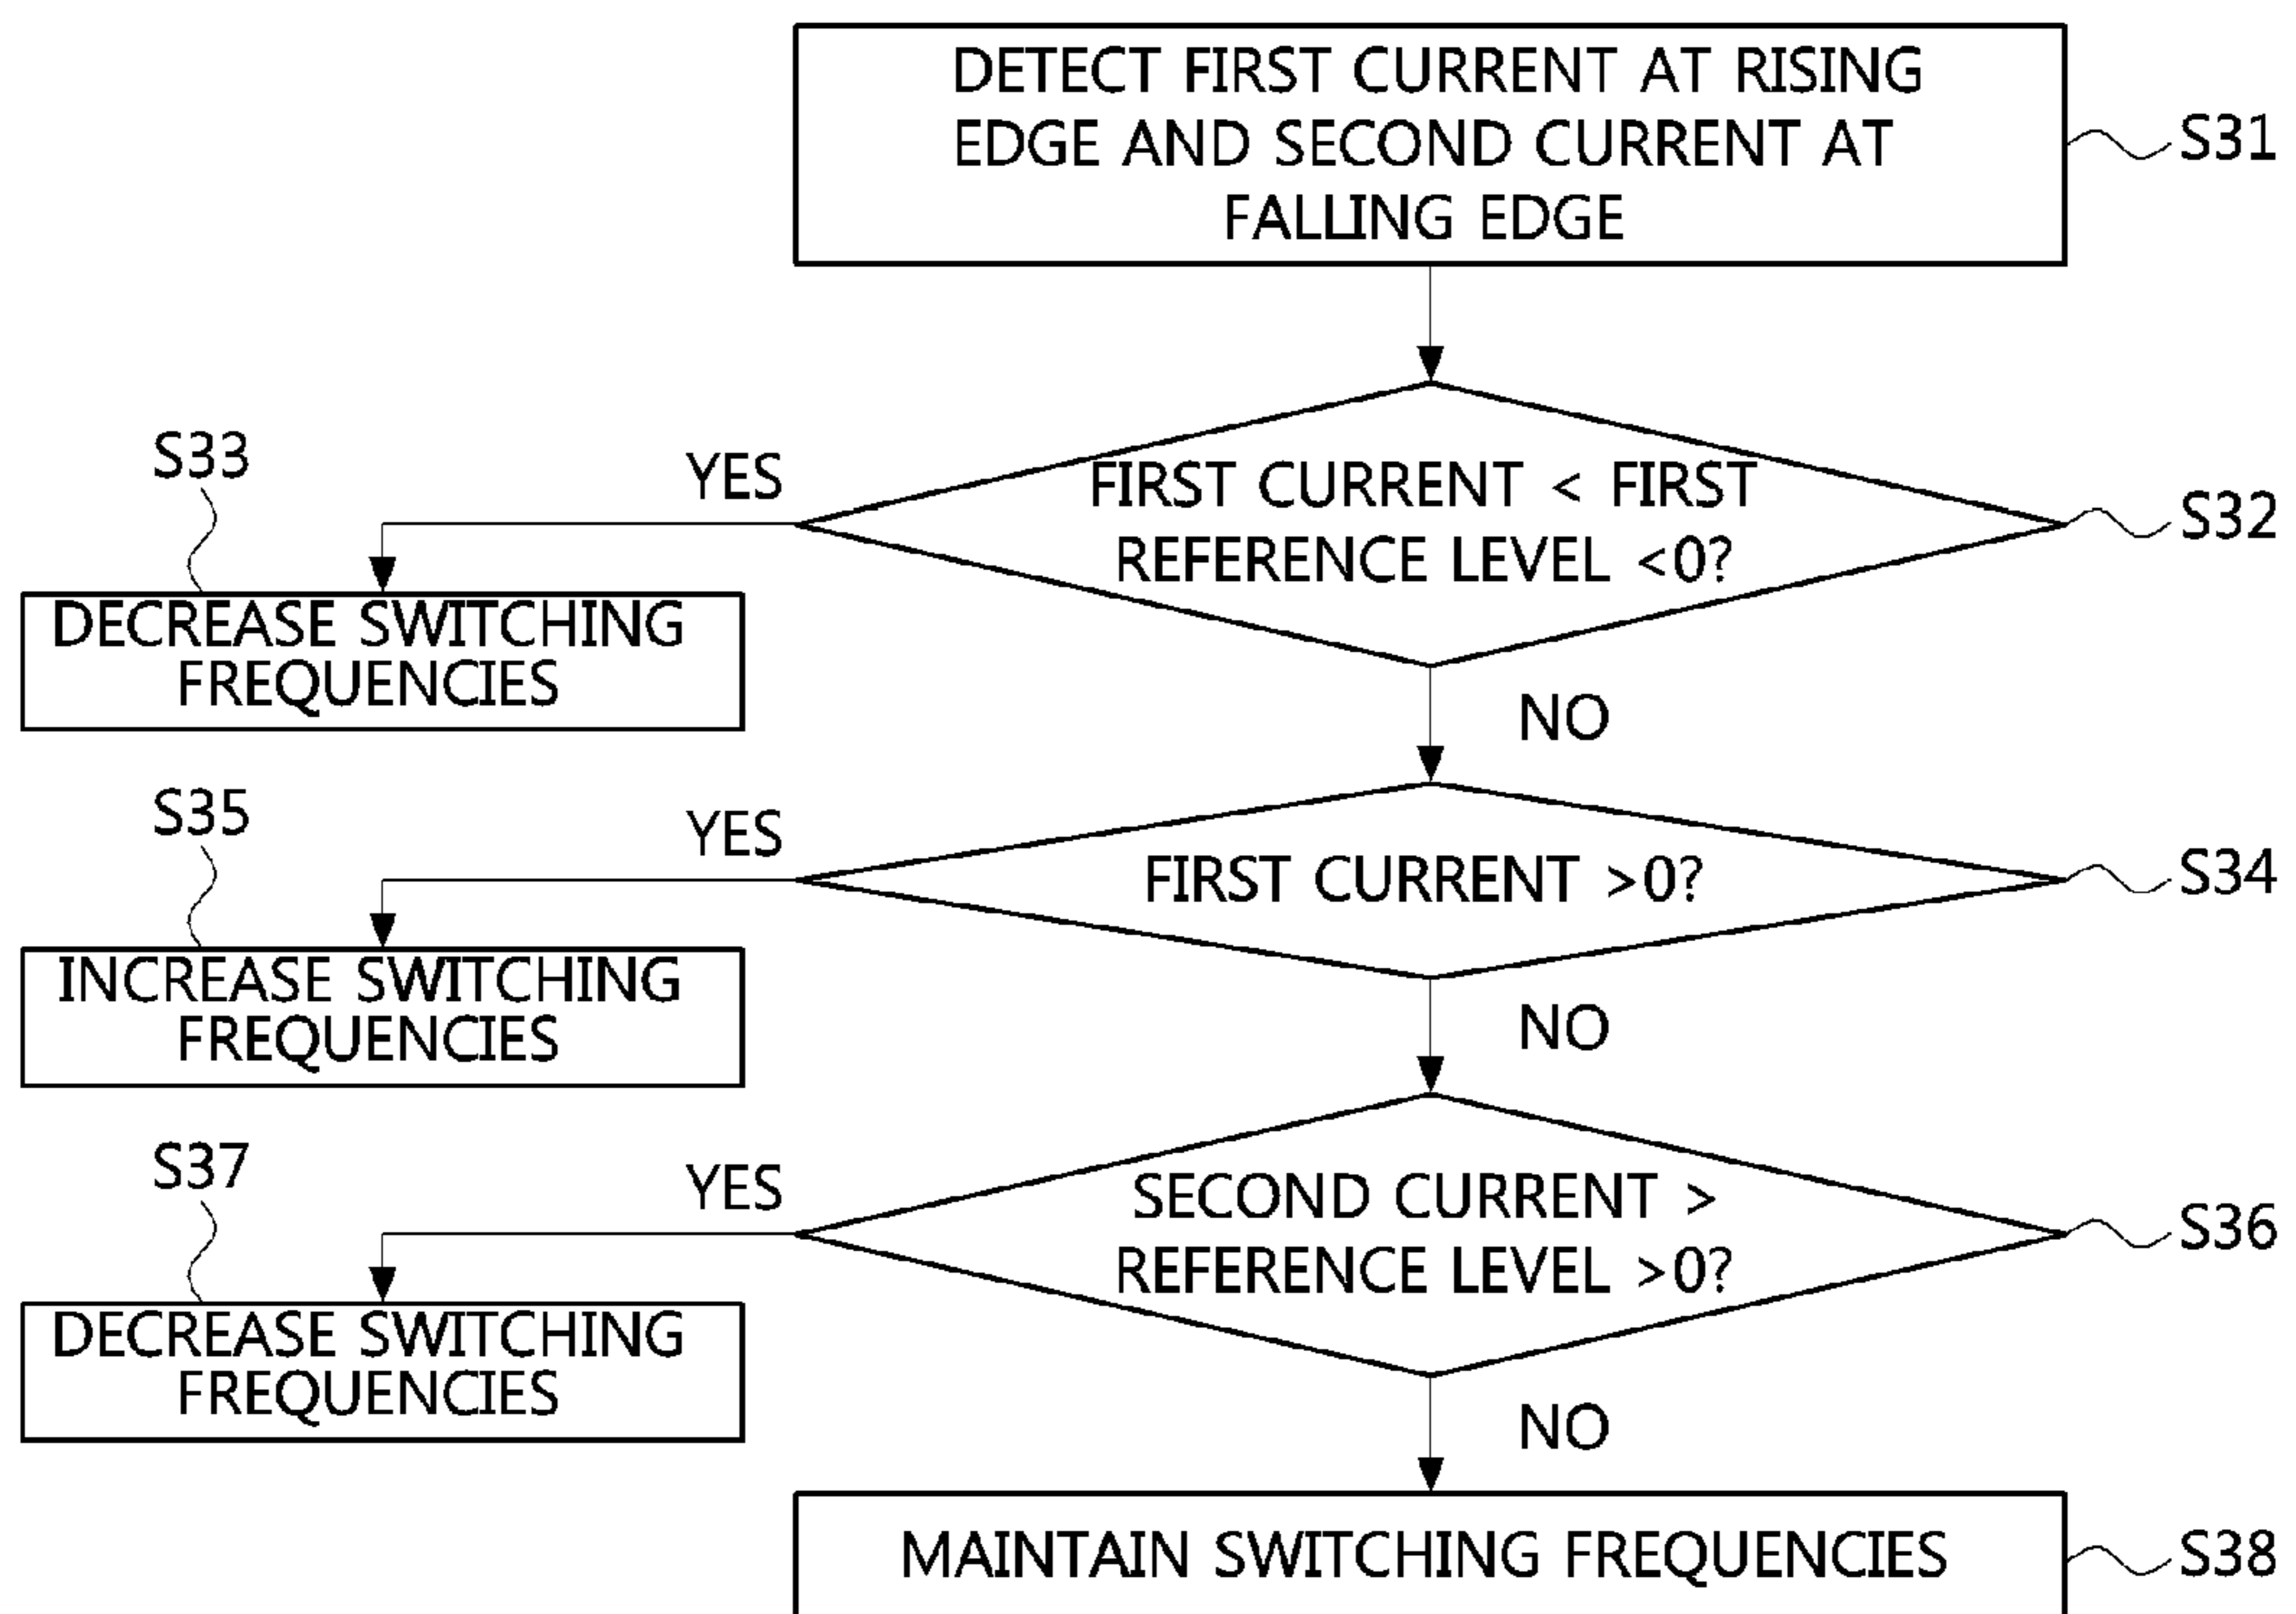 DETECT FIRST CURRENT AT RISING
EDGE AND SECOND CURRENT AT
FALLING EDGE
S31
FIRST CURRENT < FIRST
REFERENCE LEVEL <0?
S32
YES
S33
DECREASE SWITCHING
FREQUENCIES
NO
FIRST CURRENT >0?
S34
YES
S35
INCREASE SWITCHING
FREQUENCIES
NO
SECOND CURRENT >
REFERENCE LEVEL >0?
S36
YES
S37
DECREASE SWITCHING
FREQUENCIES
NO
MAINTAIN SWITCHING FREQUENCIES
S38